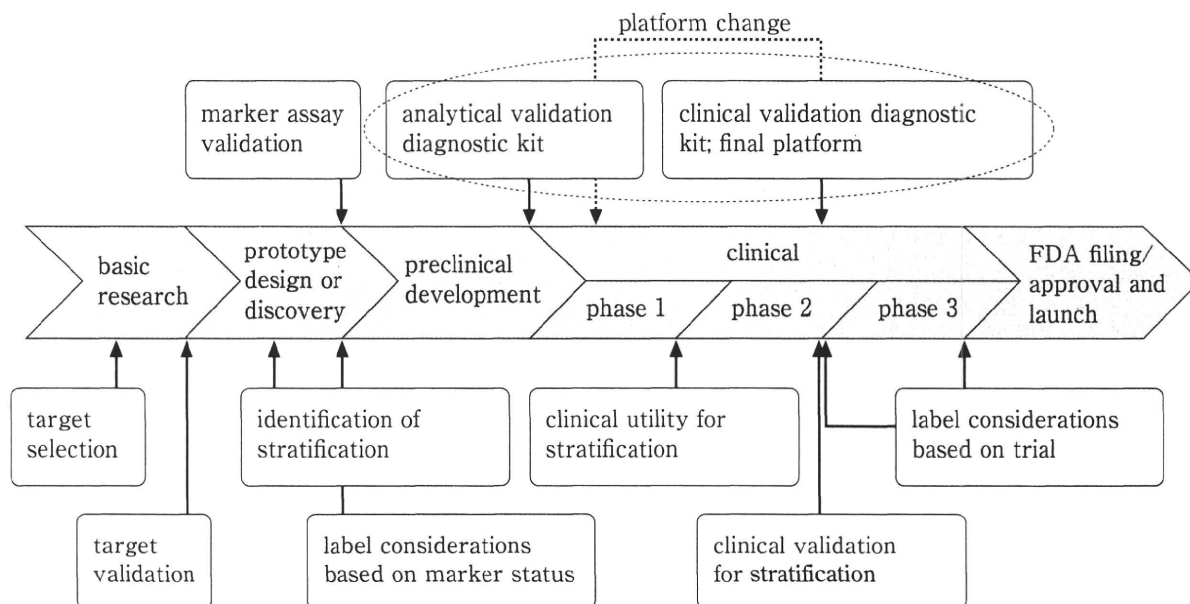 platform change
marker assay
validation
analytical validation
diagnostic kit
clinical validation diagnostic
kit; final platform
basic
research
prototype
design or
discovery
preclinical
development
clinical
phase 1
phase 2
phase 3
FDA filing/
approval and
launch
target
selection
identification of
stratification
clinical utility for
stratification
label considerations
based on trial
target
validation
label considerations
based on marker status
clinical validation
for stratification